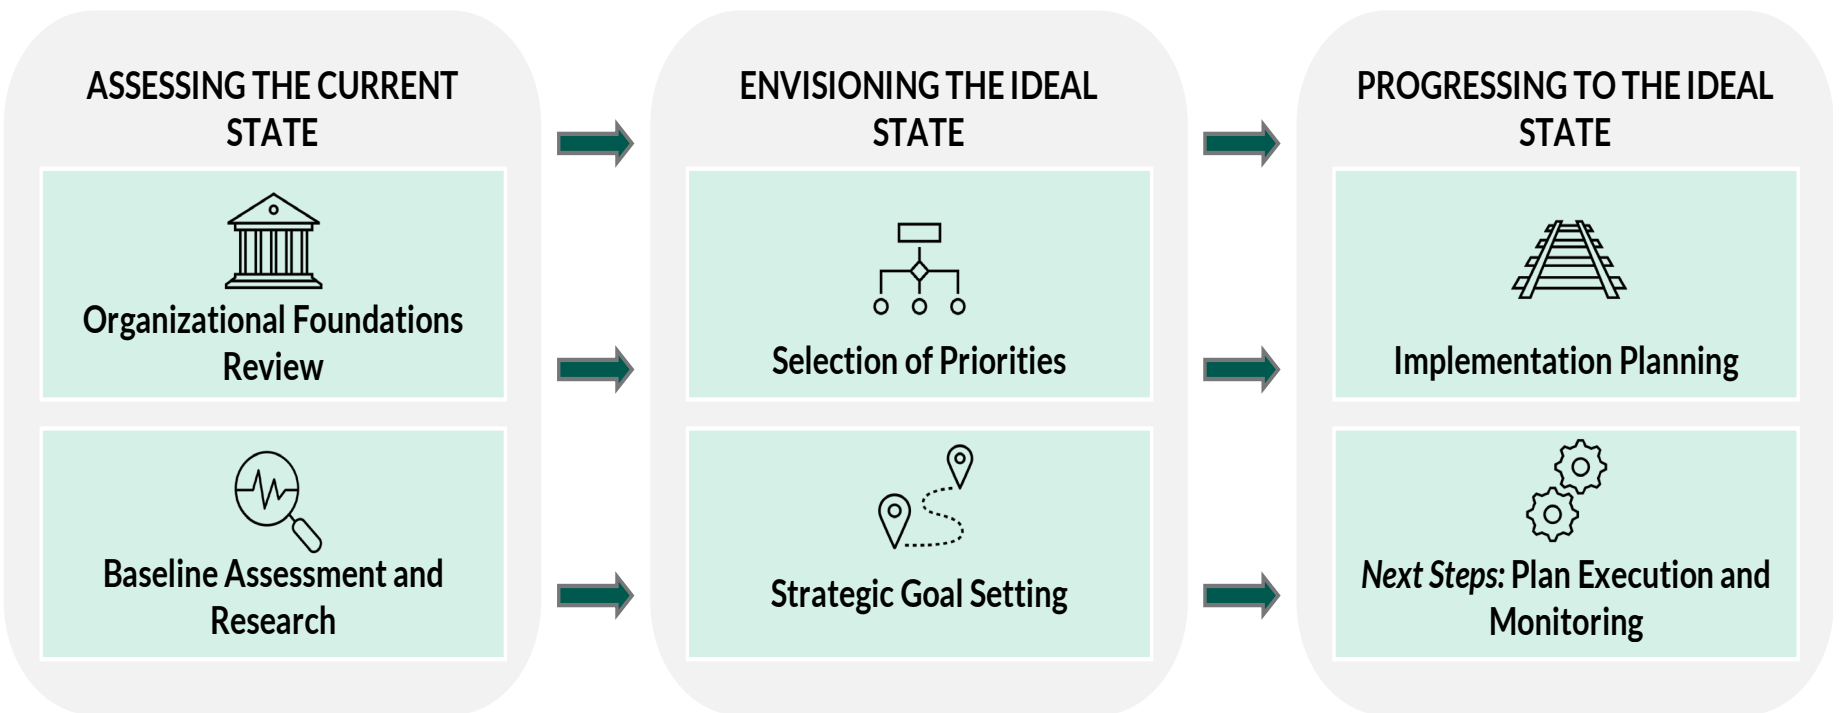 ASSESSING THE CURRENT
STATE
Organizational Foundations
Review
Baseline Assessment and
Research
ENVISIONING THE IDEAL
STATE
Selection of Priorities
Strategic Goal Setting
PROGRESSING TO THE IDEAL
STATE
Implementation Planning
Next Steps: Plan Execution and
Monitoring